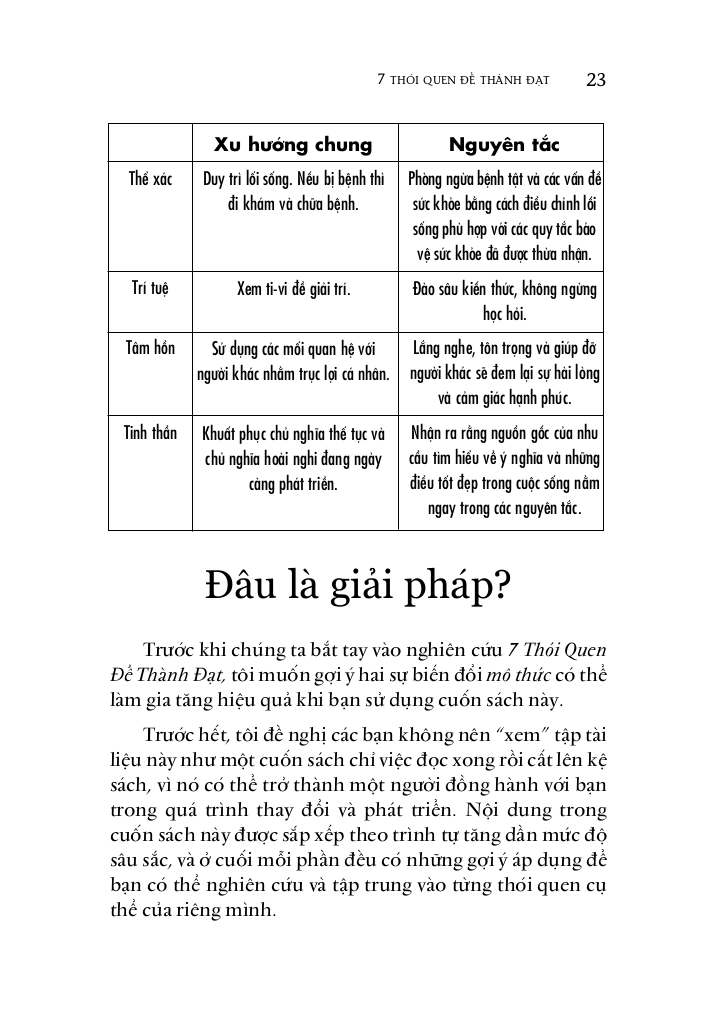 7 THÓI QUEN ĐỂ THÀNH ĐẠT 23
Xu hướng chung Nguyên tắc
Thể xác
Duy trì lối sống. Nếu bị bệnh thì
đi khám và chữa bệnh.
Phòng ngừa bệnh tật và các vấn đề
sức khỏe bằng cách điều chỉnh lối
sống phù hợp với các quy tắc bảo
vệ sức khỏe đã được thừa nhận.
Trí tuệ
Xem ti-vi để giải trí.
Đào sâu kiến thức, không ngừng
học hỏi.
Tâm hồn
Sử dụng các mối quan hệ với
người khác nhằm trục lợi cá nhân.
Lắng nghe, tôn trọng và giúp đỡ
người khác sẽ đem lại sự hài lòng
và cảm giác hạnh phúc.
Tinh thần
Khuất phục chủ nghĩa thế tục và
chủ nghĩa hoài nghi đang ngày
càng phát triển.
Nhận ra rằng nguồn gốc của nhu
cầu tìm hiểu về ý nghĩa và những
điều tốt đẹp trong cuộc sống nằm
ngay trong các nguyên tắc.
Đâu là giải pháp?
Trước khi chúng ta bắt tay vào nghiên cứu 7 Thói Quen
Để Thành Đạt, tôi muốn gợi ý hai sự biến đổi mô thức có thể
làm gia tăng hiệu quả khi bạn sử dụng cuốn sách này.
Trước hết, tôi đề nghị các bạn không nên “xem” tập tài
liệu này như một cuốn sách chỉ việc đọc xong rồi cất lên kệ
sách, vì nó có thể trở thành một người đồng hành với bạn
trong quá trình thay đổi và phát triển. Nội dung trong
cuốn sách này được sắp xếp theo trình tự tăng dần mức độ
sâu sắc, và ở cuối mỗi phần đều có những gợi ý áp dụng để
bạn có thể nghiên cứu và tập trung vào từng thói quen cụ
thể của riêng mình.